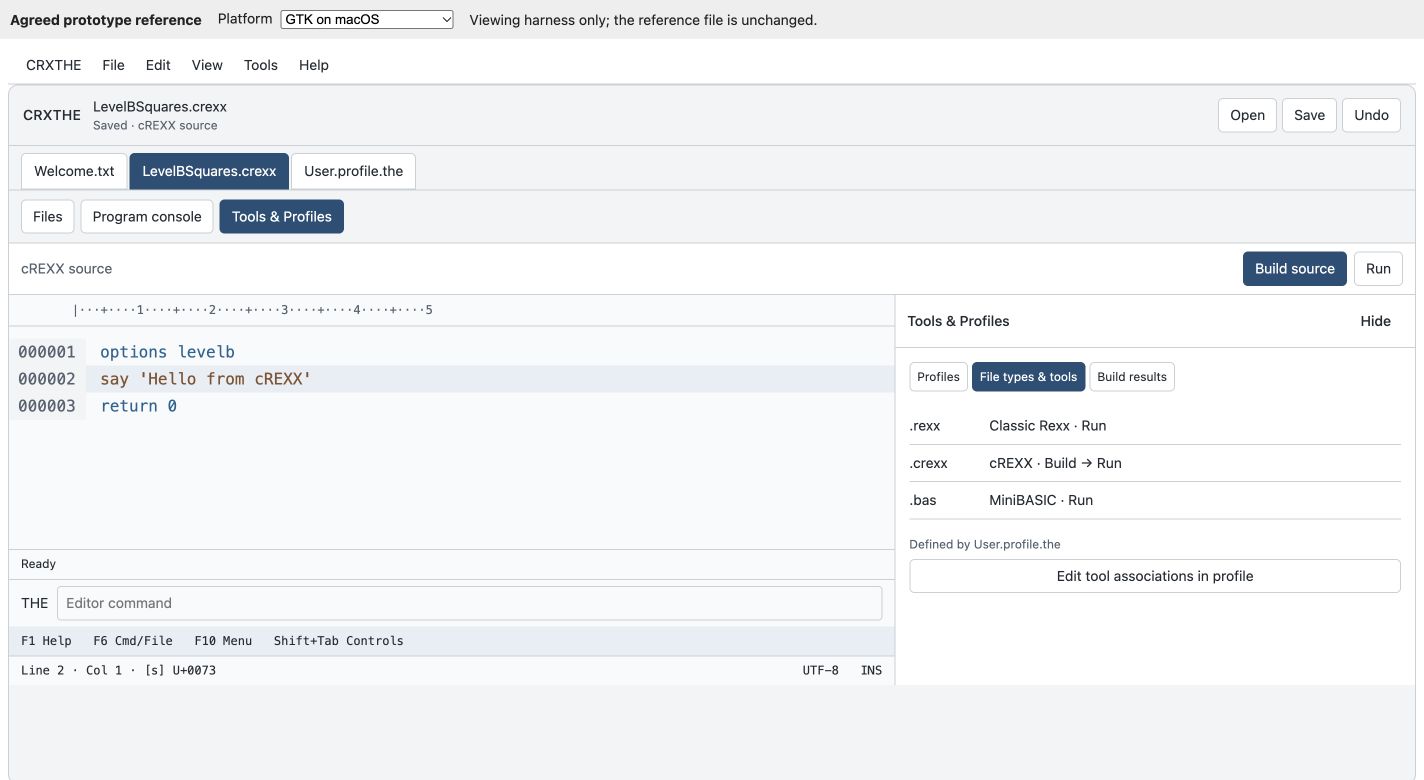 Agreed prototype reference Platform GTK on macOS Viewing harness only; the reference file is unchanged.
CRXTHE File Edit View Tools Help
CRXTHE
LevelBSquares.crexx
Saved · cREXX source
Open Save Undo
Welcome.txt LevelBSquares.crexx User.profile.the
Files Program console Tools & Profiles
cREXX source
Build source Run
|···+····1····+····2····+····3····+····4····+····5
000001 options levelb
000002 say 'Hello from cREXX'
000003 return 0
Ready
THE Editor command
F1 Help F6 Cmd/File F10 Menu Shift+Tab Controls
Line 2 · Col 1 · [s] U+0073 UTF-8 INS
Tools & Profiles Hide
Profiles File types & tools Build results
.rexx Classic Rexx · Run
.crexx cREXX · Build → Run
.bas MiniBASIC · Run
Defined by User.profile.the
Edit tool associations in profile